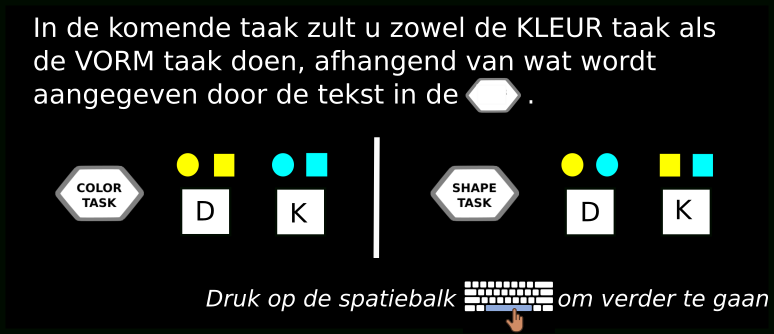 In de komende taak zult u zowel de KLEUR taak als
de VORM taak doen, afhangend van wat wordt
aangegeven door de tekst in de .
COLOR
TASK
D
K
SHAPE
TASK
D
K
Druk op de spatiebalk om verder te gaan